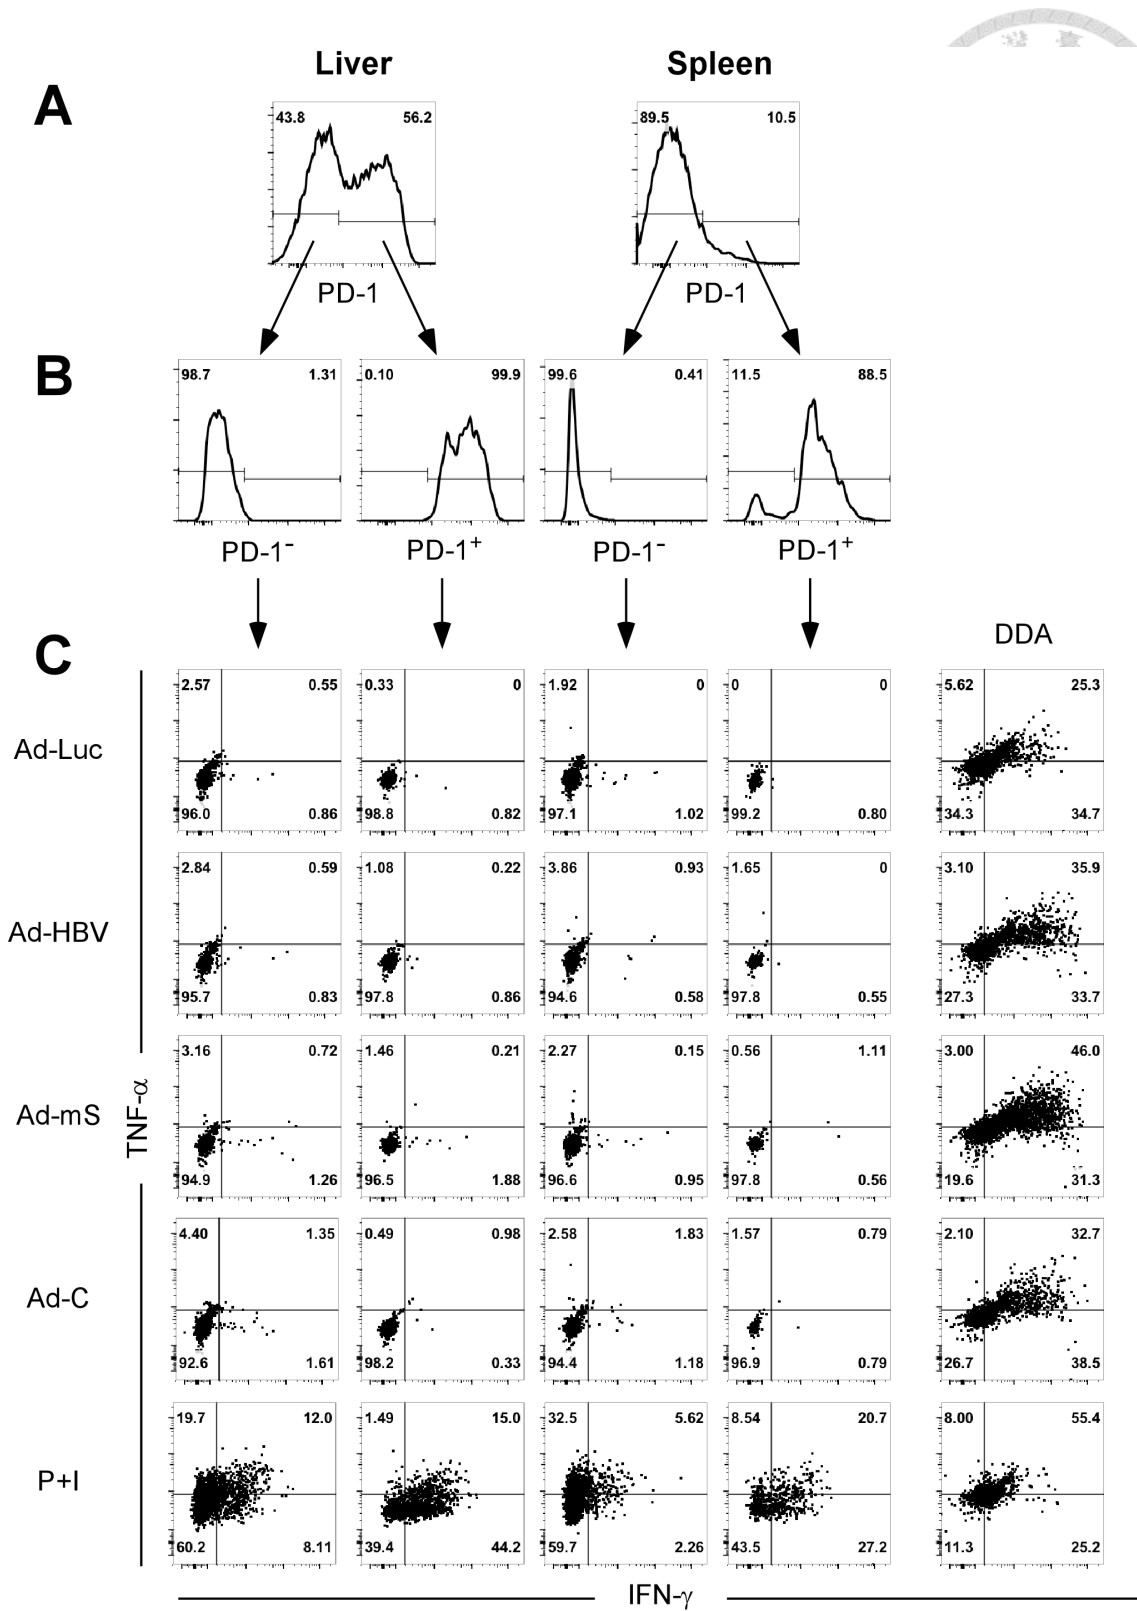 Liver Spleen
A
43.8 56.2 89.5 10.5
PD-1 PD-1
B
98.7 1.31 0.10 99.9 99.6 0.41 11.5 88.5
PD-1⁻ PD-1⁺ PD-1⁻ PD-1⁺
C
DDA
2.57 0.55 0.33 0 1.92 0 0 0 5.62 25.3
Ad-Luc
96.0 0.86 98.8 0.82 97.1 1.02 99.2 0.80 34.3 34.7
2.84 0.59 1.08 0.22 3.86 0.93 1.65 0 3.10 35.9
Ad-HBV
95.7 0.83 97.8 0.86 94.6 0.58 97.8 0.55 27.3 33.7
3.16 0.72 1.46 0.21 2.27 0.15 0.56 1.11 3.00 46.0
Ad-mS
TNF-α
94.9 1.26 96.5 1.88 96.6 0.95 97.8 0.56 19.6 31.3
4.40 1.35 0.49 0.98 2.58 1.83 1.57 0.79 2.10 32.7
Ad-C
92.6 1.61 98.2 0.33 94.4 1.18 96.9 0.79 26.7 38.5
19.7 12.0 1.49 15.0 32.5 5.62 8.54 20.7 8.00 55.4
P+I
60.2 8.11 39.4 44.2 59.7 2.26 43.5 27.2 11.3 25.2
IFN-γ